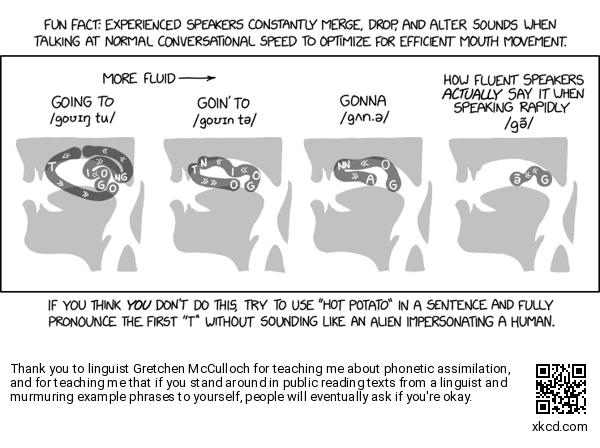 FUN FACT: EXPERIENCED SPEAKERS CONSTANTLY MERGE, DROP, AND ALTER SOUNDS WHEN
TALKING AT NORMAL CONVERSATIONAL SPEED TO OPTIMIZE FOR EFFICIENT MOUTH MOVEMENT.
MORE FLUID
GOING TO
/ɡoʊɪŋ tu/
T I O NG G O
GOIN' TO
/ɡoʊɪn tə/
T N I O O G
GONNA
/ɡʌn.ə/
NN O A G
HOW FLUENT SPEAKERS
ACTUALLY SAY IT WHEN
SPEAKING RAPIDLY
/ɡə̃/
ə̃ G
IF YOU THINK YOU DON'T DO THIS, TRY TO USE "HOT POTATO" IN A SENTENCE AND FULLY
PRONOUNCE THE FIRST "T" WITHOUT SOUNDING LIKE AN ALIEN IMPERSONATING A HUMAN.
Thank you to linguist Gretchen McCulloch for teaching me about phonetic assimilation,
and for teaching me that if you stand around in public reading texts from a linguist and
murmuring example phrases to yourself, people will eventually ask if you're okay.
xkcd.com